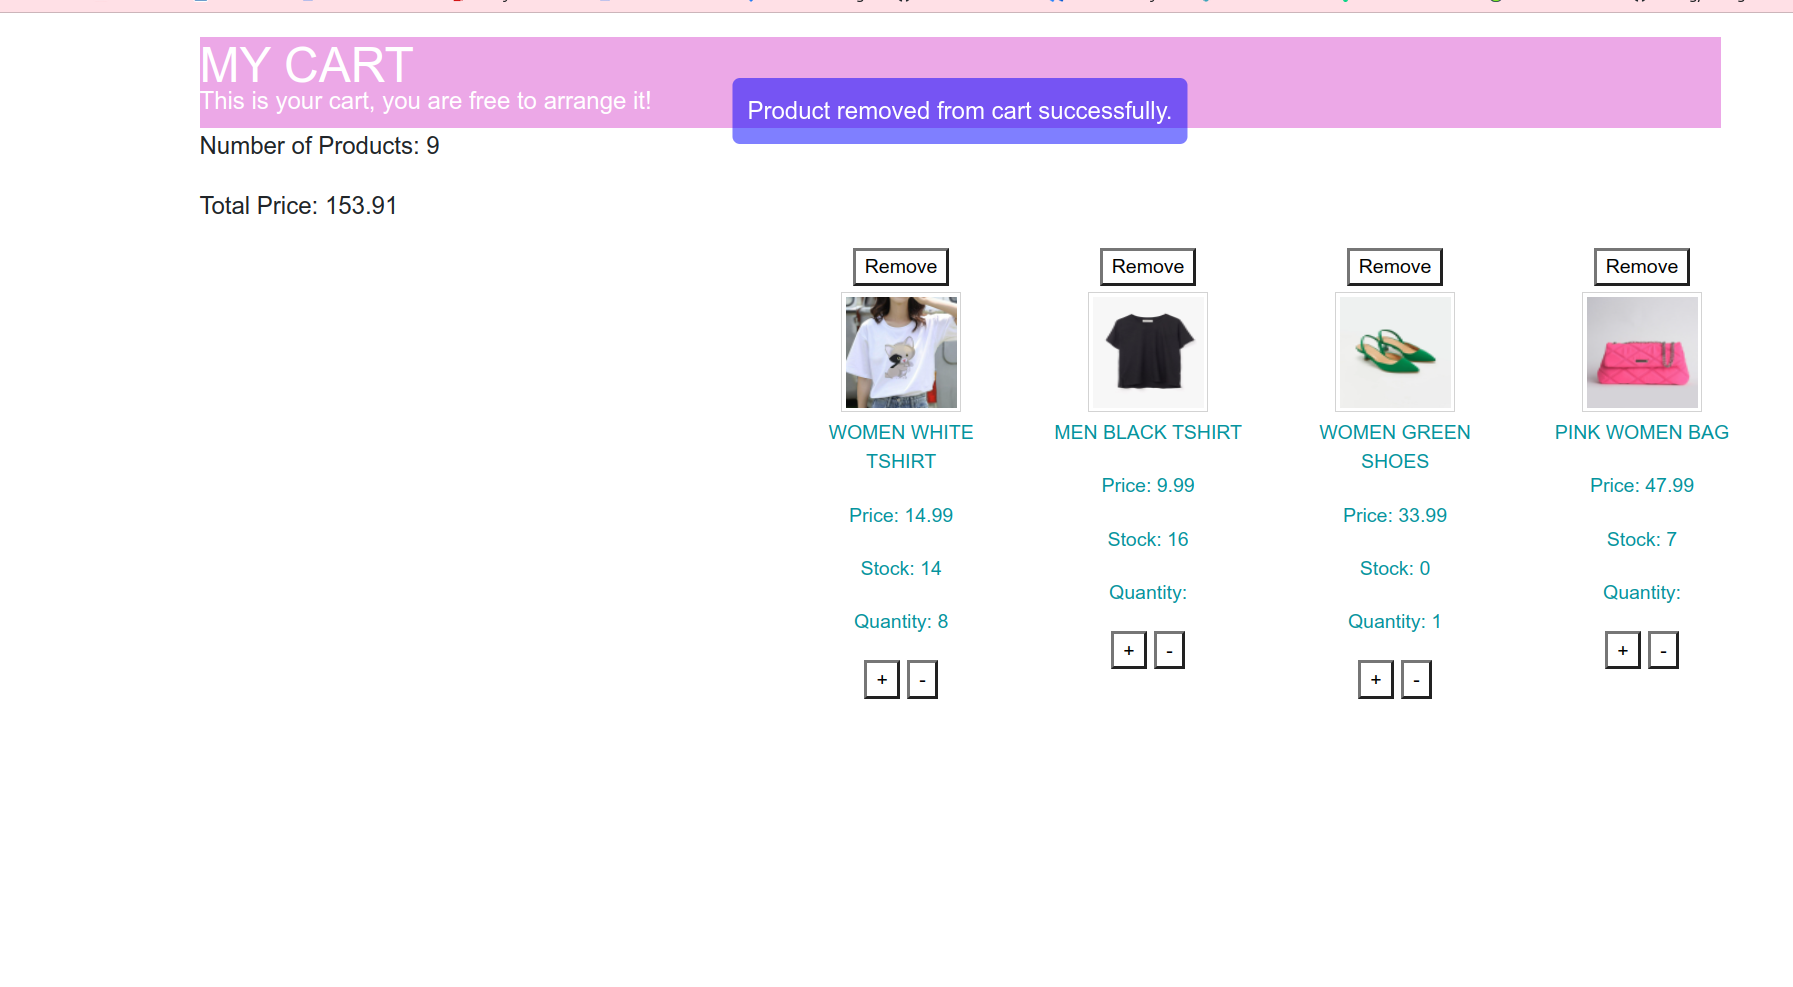 MY CART
This is your cart, you are free to arrange it!
Product removed from cart successfully.
Number of Products: 9
Total Price: 153.91
Remove
Remove
Remove
Remove
WOMEN WHITE
TSHIRT
Price: 14.99
Stock: 14
Quantity: 8
+ -
MEN BLACK TSHIRT
Price: 9.99
Stock: 16
Quantity:
+ -
WOMEN GREEN
SHOES
Price: 33.99
Stock: 0
Quantity: 1
+ -
PINK WOMEN BAG
Price: 47.99
Stock: 7
Quantity:
+ -